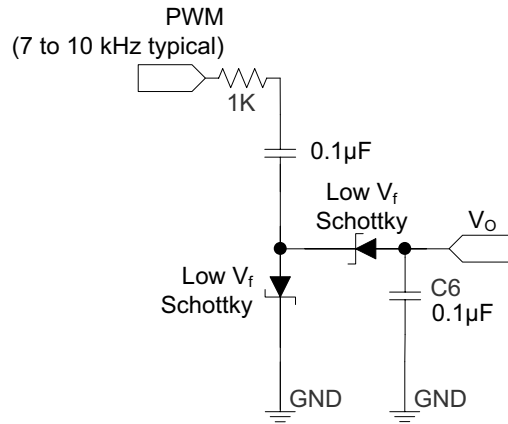 PWM
(7 to 10 kHz typical)
1K
0.1µF
Low Vf
Schottky
VO
Low Vf
Schottky
C6
0.1µF
GND
GND